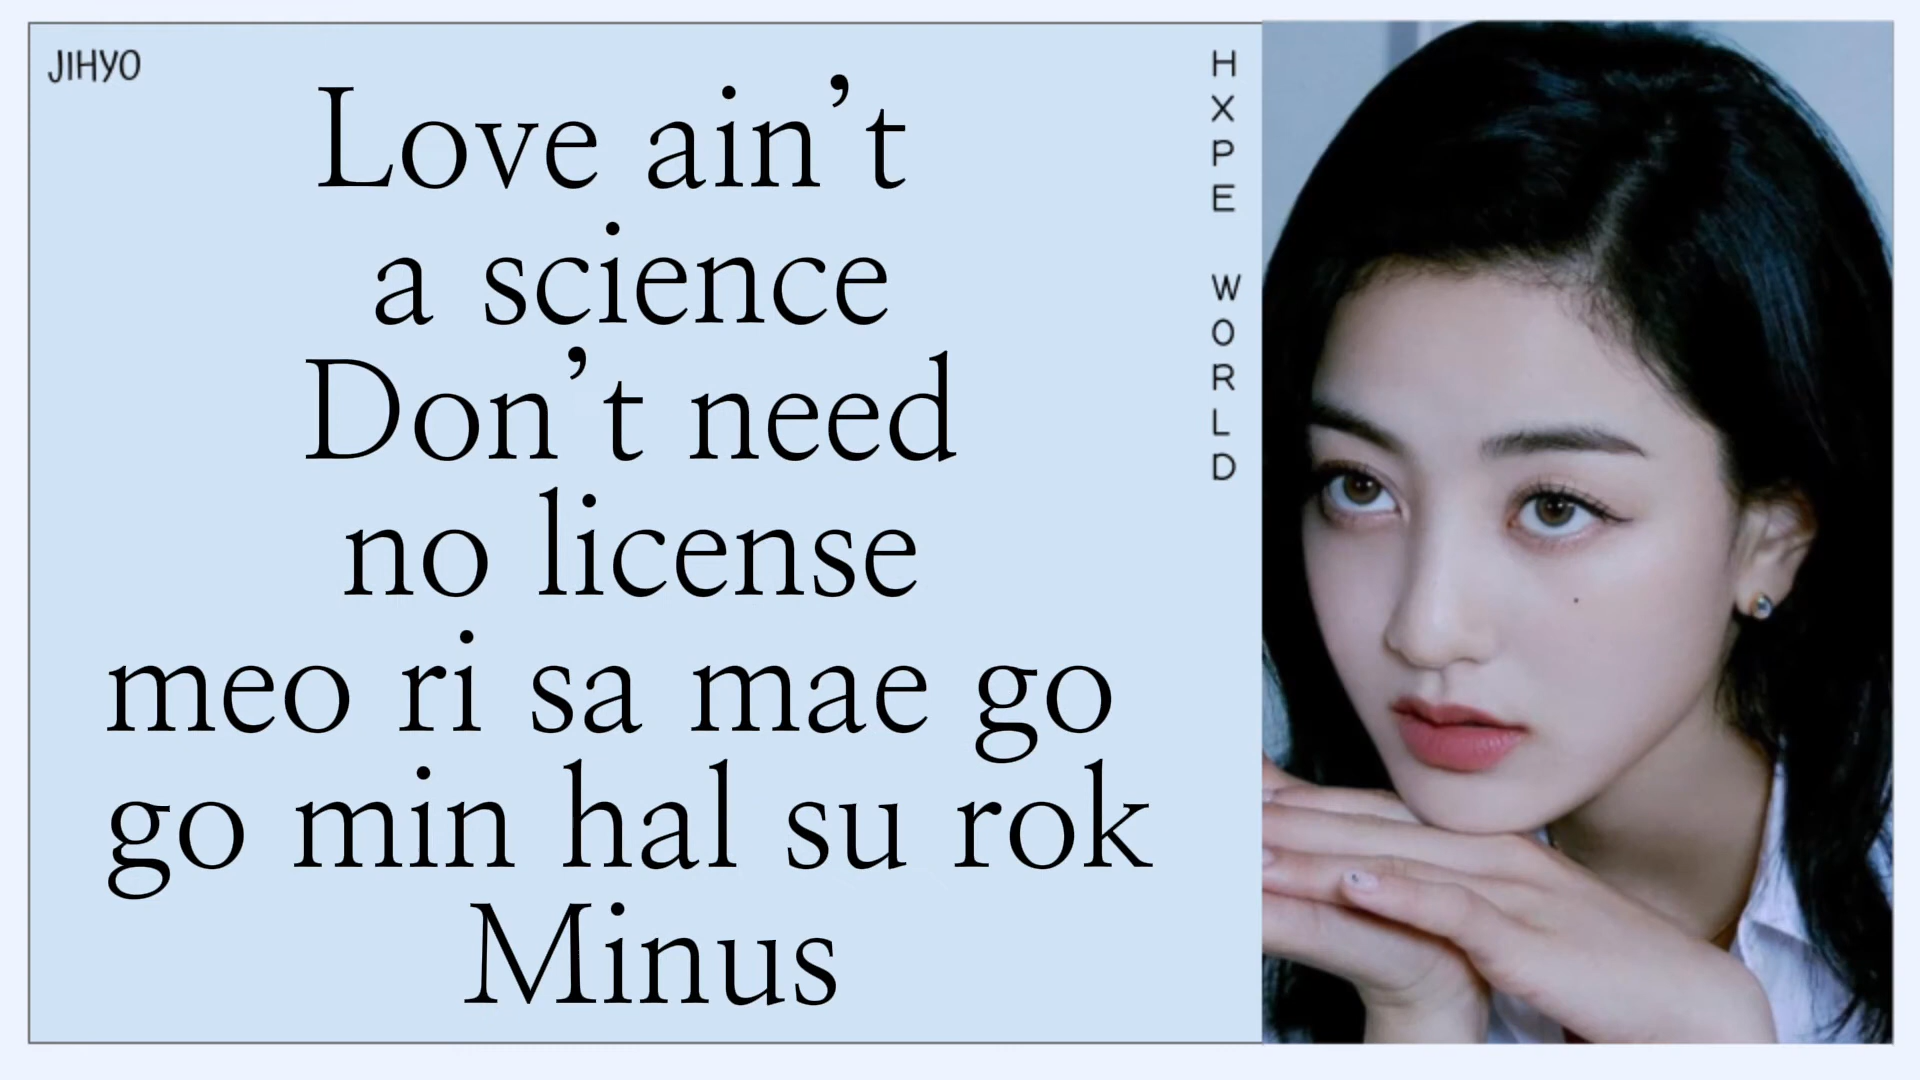 JIHYO
Love ain’t
a science
Don’t need
no license
meo ri sa mae go
go min hal su rok
Minus
HXPE WORLD